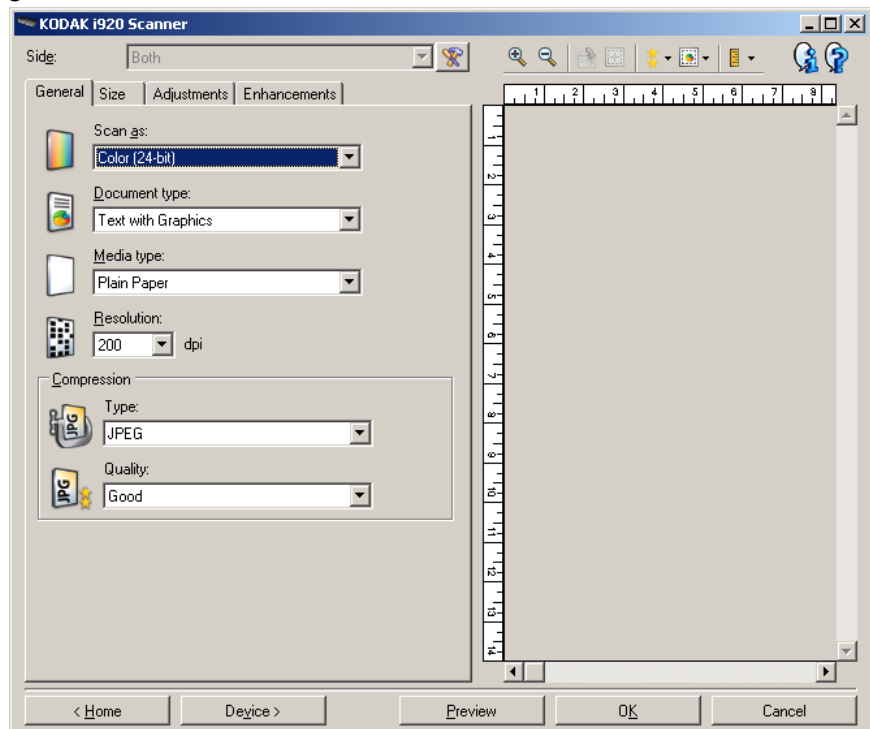 KODAK i920 Scanner
Side: Both
General Size Adjustments Enhancements
Scan as:
Color (24-bit)
Document type:
Text with Graphics
Media type:
Plain Paper
Resolution:
200 dpi
Compression
Type:
JPG
JPEG
Quality:
JPG
Good
1 2 3 4 5 6 7 8
1
2
3
4
5
6
7
8
9
10
11
12
13
14
< Home Device > Preview OK Cancel